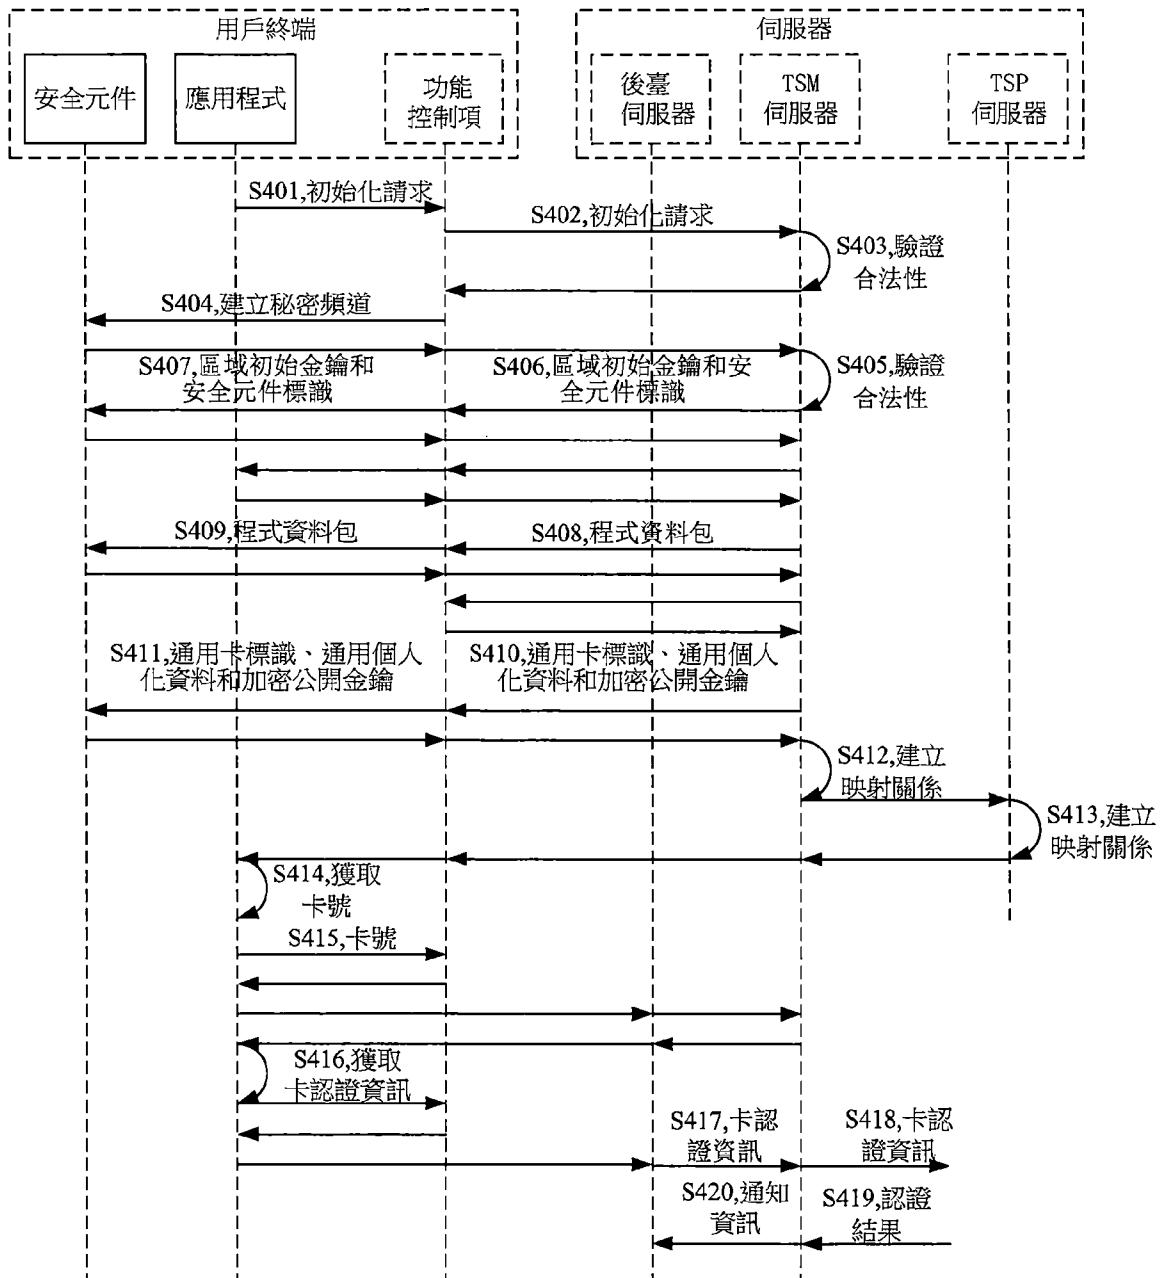 用戶終端
伺服器
安全元件
應用程式
功能
控制項
後臺
伺服器
TSM
伺服器
TSP
伺服器
S401,初始化請求
S402,初始化請求
S403,驗證
合法性
S404,建立秘密頻道
S407,區域初始金鑰和
安全元件標識
S406,區域初始金鑰和安
全元件標識
S405,驗證
合法性
S409,程式資料包
S408,程式資料包
S411,通用卡標識、通用個人
化資料和加密公開金鑰
S410,通用卡標識、通用個人
化資料和加密公開金鑰
S412,建立
映射關係
S413,建立
映射關係
S414,獲取
卡號
S415,卡號
S416,獲取
卡認證資訊
S417,卡認
證資訊
S418,卡認
證資訊
S420,通知
資訊
S419,認證
結果